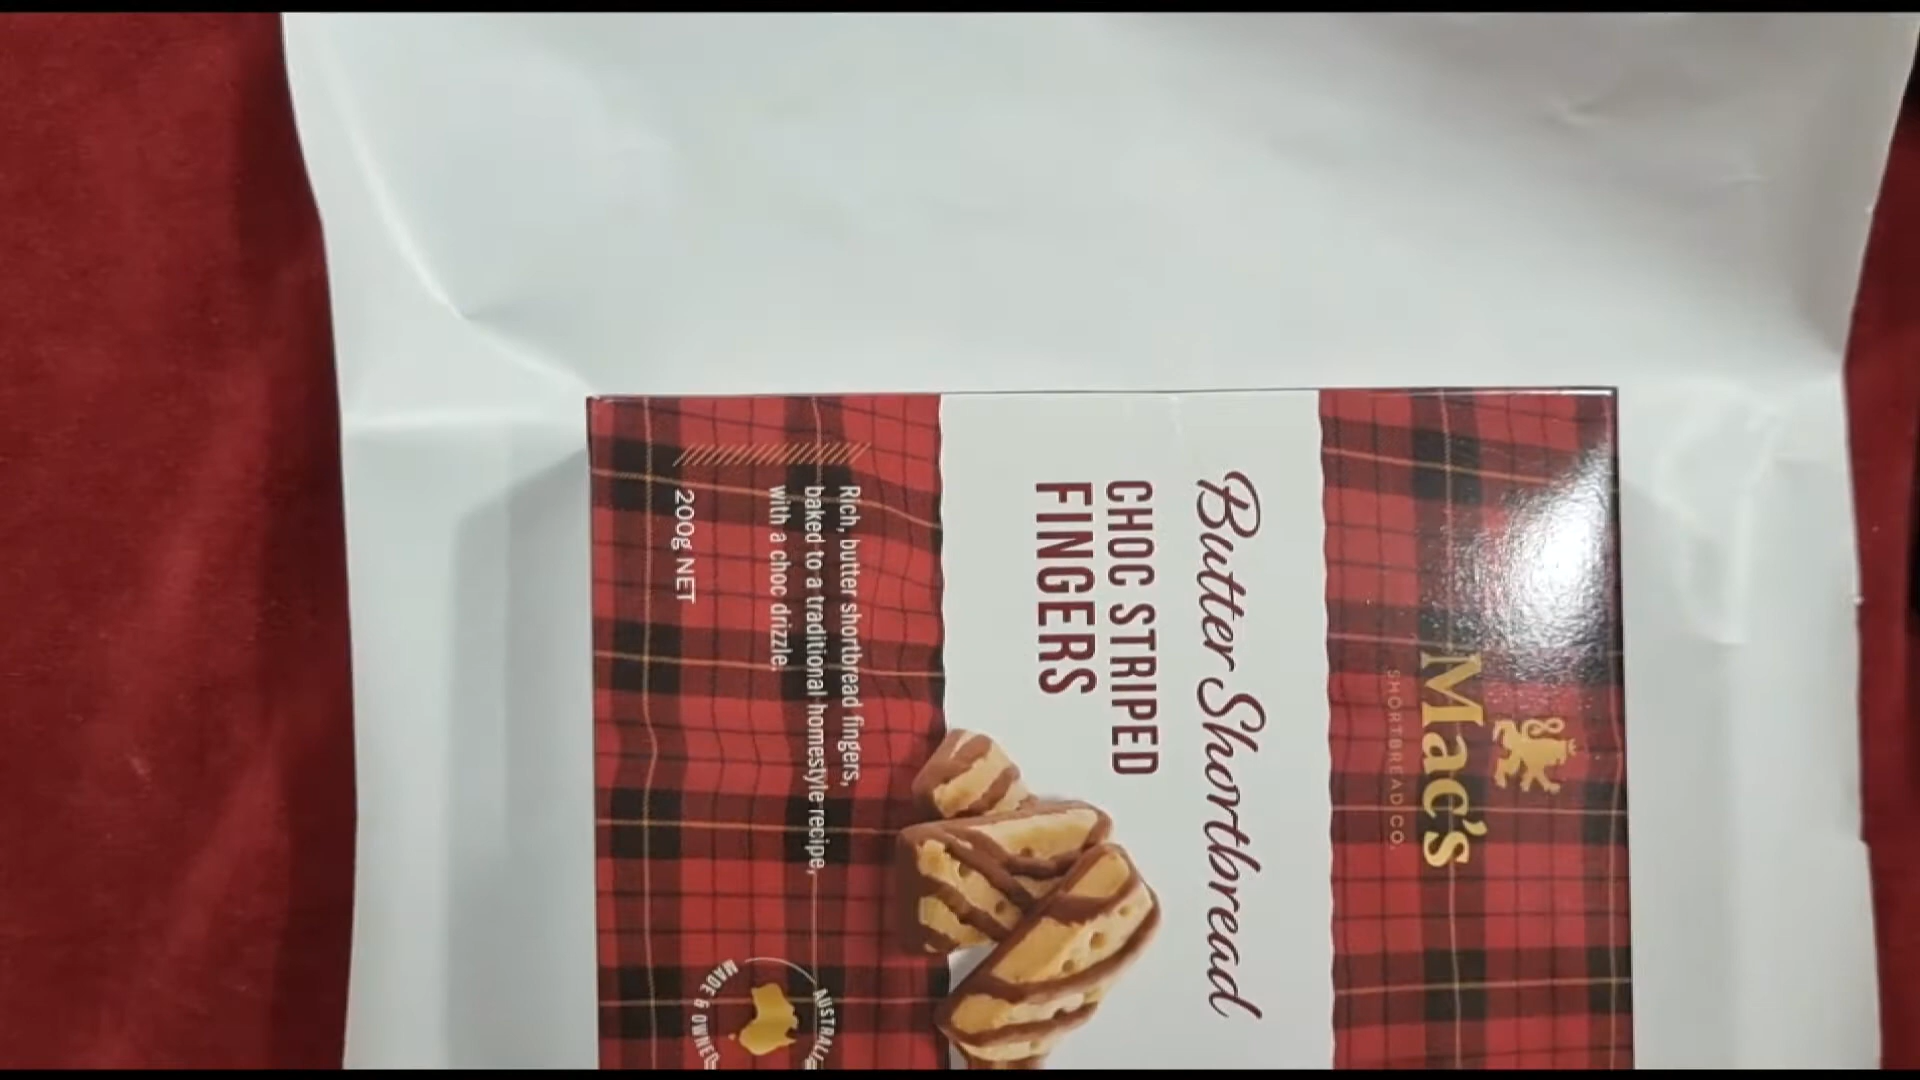 Mac's
SHORTBREAD CO.
Butter Shortbread
CHOC STRIPED
FINGERS
Rich, butter shortbread fingers,
baked to a traditional homestyle recipe,
with a choc drizzle.
200g NET
MADE & OWNED